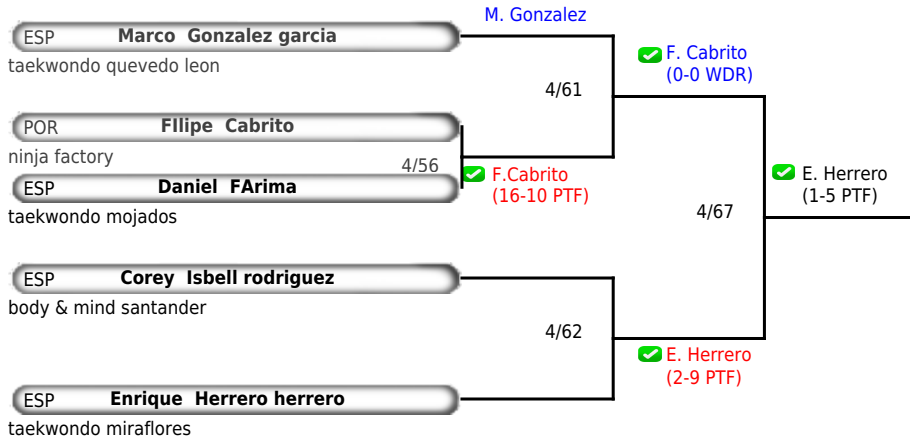 M. Gonzalez
ESP Marco Gonzalez garcia
taekwondo quevedo leon
F. Cabrito
(0-0 WDR)
4/61
POR FIlipe Cabrito
ninja factory
4/56
F.Cabrito
(16-10 PTF)
ESP Daniel FArima
taekwondo mojados
E. Herrero
(1-5 PTF)
4/67
ESP Corey Isbell rodriguez
body & mind santander
4/62
E. Herrero
(2-9 PTF)
ESP Enrique Herrero herrero
taekwondo miraflores